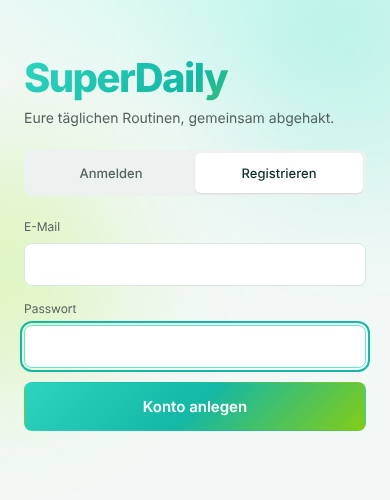 SuperDaily
Eure täglichen Routinen, gemeinsam abgehakt.
Anmelden Registrieren
E-Mail
Passwort
Konto anlegen